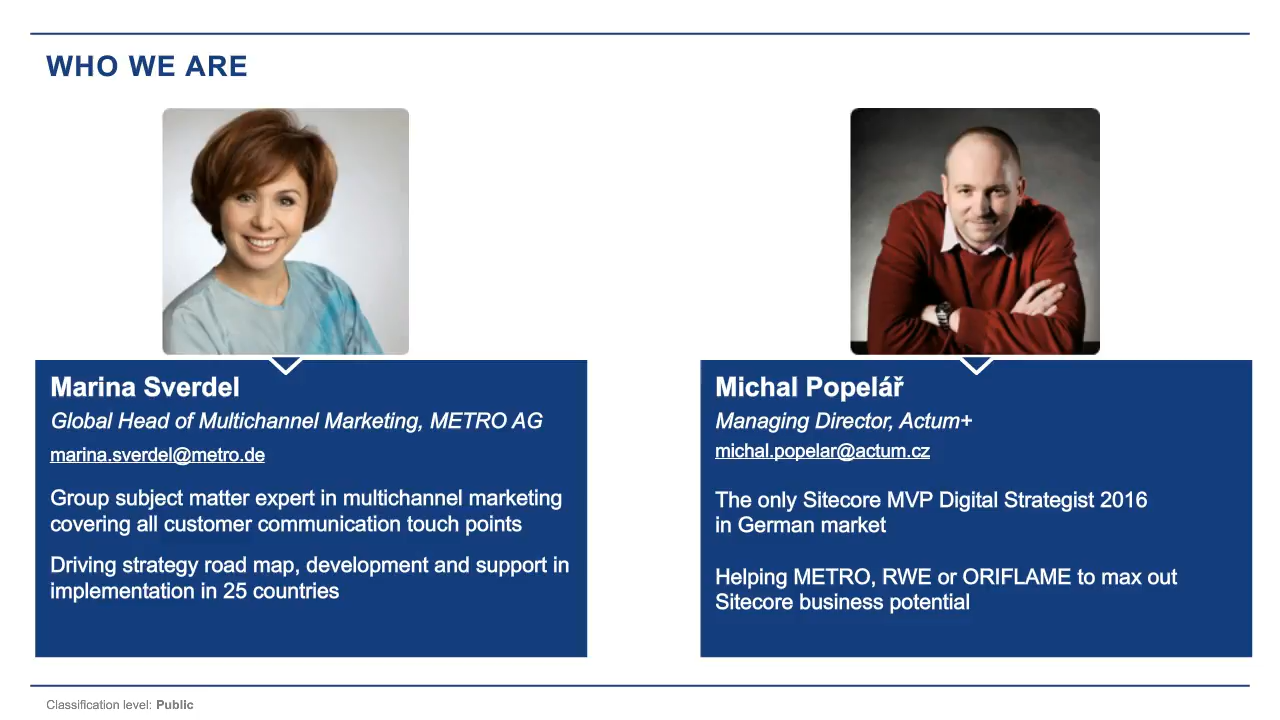 WHO WE ARE
Marina Sverdel
Global Head of Multichannel Marketing, METRO AG
marina.sverdel@metro.de
Group subject matter expert in multichannel marketing
covering all customer communication touch points
Driving strategy road map, development and support in
implementation in 25 countries
Michal Popelář
Managing Director, Actum+
michal.popelar@actum.cz
The only Sitecore MVP Digital Strategist 2016
in German market
Helping METRO, RWE or ORIFLAME to max out
Sitecore business potential
Classification level: Public